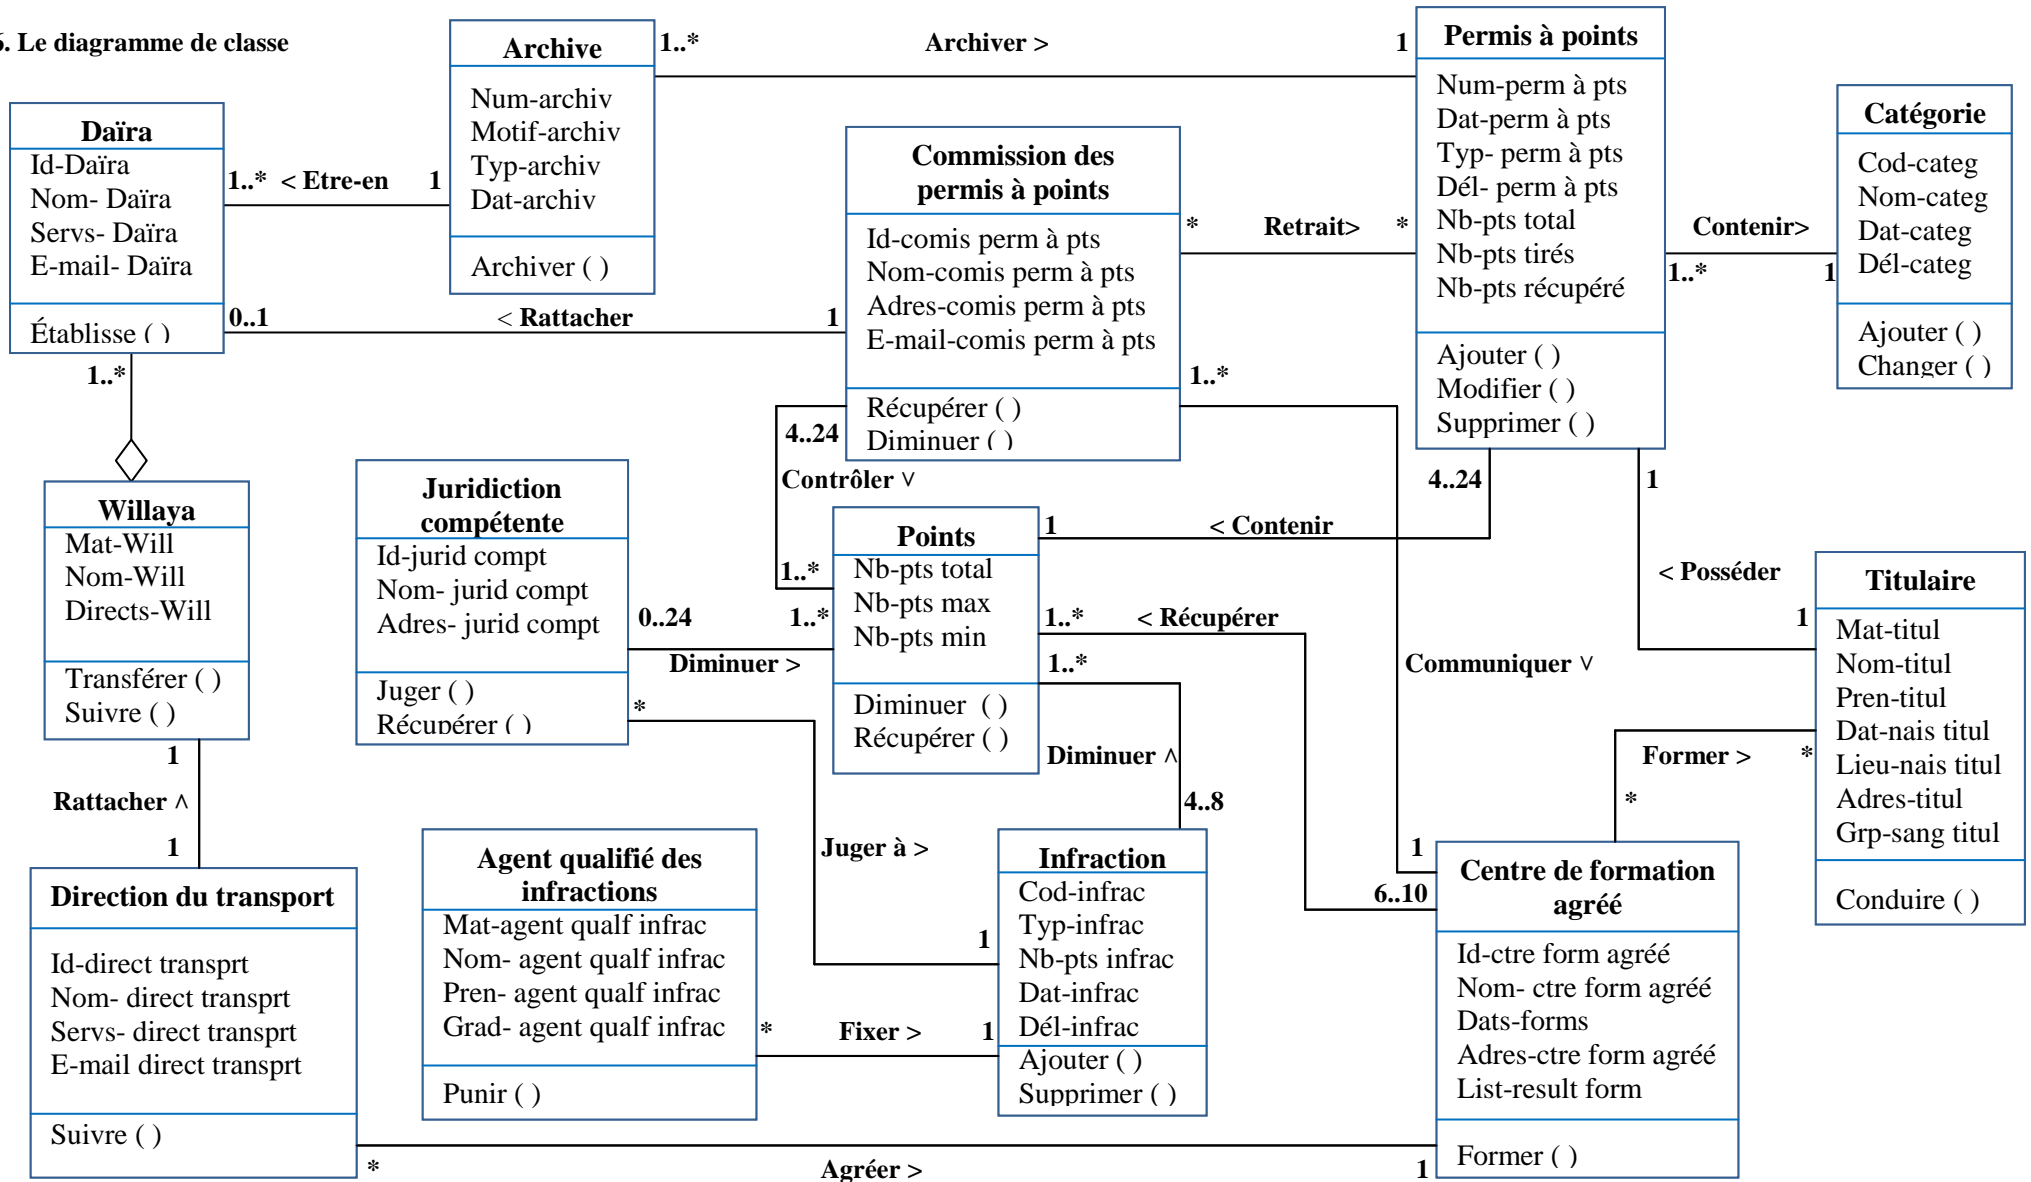 6. Le diagramme de classe
Archive
Num-archiv
Motif-archiv
Typ-archiv
Dat-archiv
Archiver ( )
1..*
Archiver >
1
Permis à points
Num-perm à pts
Dat-perm à pts
Typ- perm à pts
Dél- perm à pts
Nb-pts total
Nb-pts tirés
Nb-pts récupéré
Ajouter ( )
Modifier ( )
Supprimer ( )
Catégorie
Cod-categ
Nom-categ
Dat-categ
Dél-categ
Ajouter ( )
Changer ( )
1..*
Contenir>
1
Daïra
Id-Daïra
Nom- Daïra
Servs- Daïra
E-mail- Daïra
Établisse ( )
1..* < Etre-en 1
Commission des
permis à points
Id-comis perm à pts
Nom-comis perm à pts
Adres-comis perm à pts
E-mail-comis perm à pts
Récupérer ( )
Diminuer ( )
* Retrait> *
0..1 < Rattacher 1
1..*
1..*
4..24
Contrôler ˅
1..*
Willaya
Mat-Will
Nom-Will
Directs-Will
Transférer ( )
Suivre ( )
Juridiction
compétente
Id-jurid compt
Nom- jurid compt
Adres- jurid compt
Juger ( )
Récupérer ( )
0..24
Diminuer >
1..*
Points
Nb-pts total
Nb-pts max
Nb-pts min
Diminuer ( )
Récupérer ( )
1 < Contenir 4..24
1
< Posséder
1
1..* < Récupérer
6..10
Communiquer ˅
1
Titulaire
Mat-titul
Nom-titul
Pren-titul
Dat-nais titul
Lieu-nais titul
Adres-titul
Grp-sang titul
Conduire ( )
Former >
*
*
1..*
Diminuer ˄
4..8
*
Juger à >
1
1
Rattacher ˄
1
Direction du transport
Id-direct transprt
Nom- direct transprt
Servs- direct transprt
E-mail direct transprt
Suivre ( )
Agent qualifié des
infractions
Mat-agent qualf infrac
Nom- agent qualf infrac
Pren- agent qualf infrac
Grad- agent qualf infrac
Punir ( )
* Fixer > 1
Infraction
Cod-infrac
Typ-infrac
Nb-pts infrac
Dat-infrac
Dél-infrac
Ajouter ( )
Supprimer ( )
Centre de formation
agréé
Id-ctre form agréé
Nom- ctre form agréé
Dats-forms
Adres-ctre form agréé
List-result form
Former ( )
* Agréer > 1